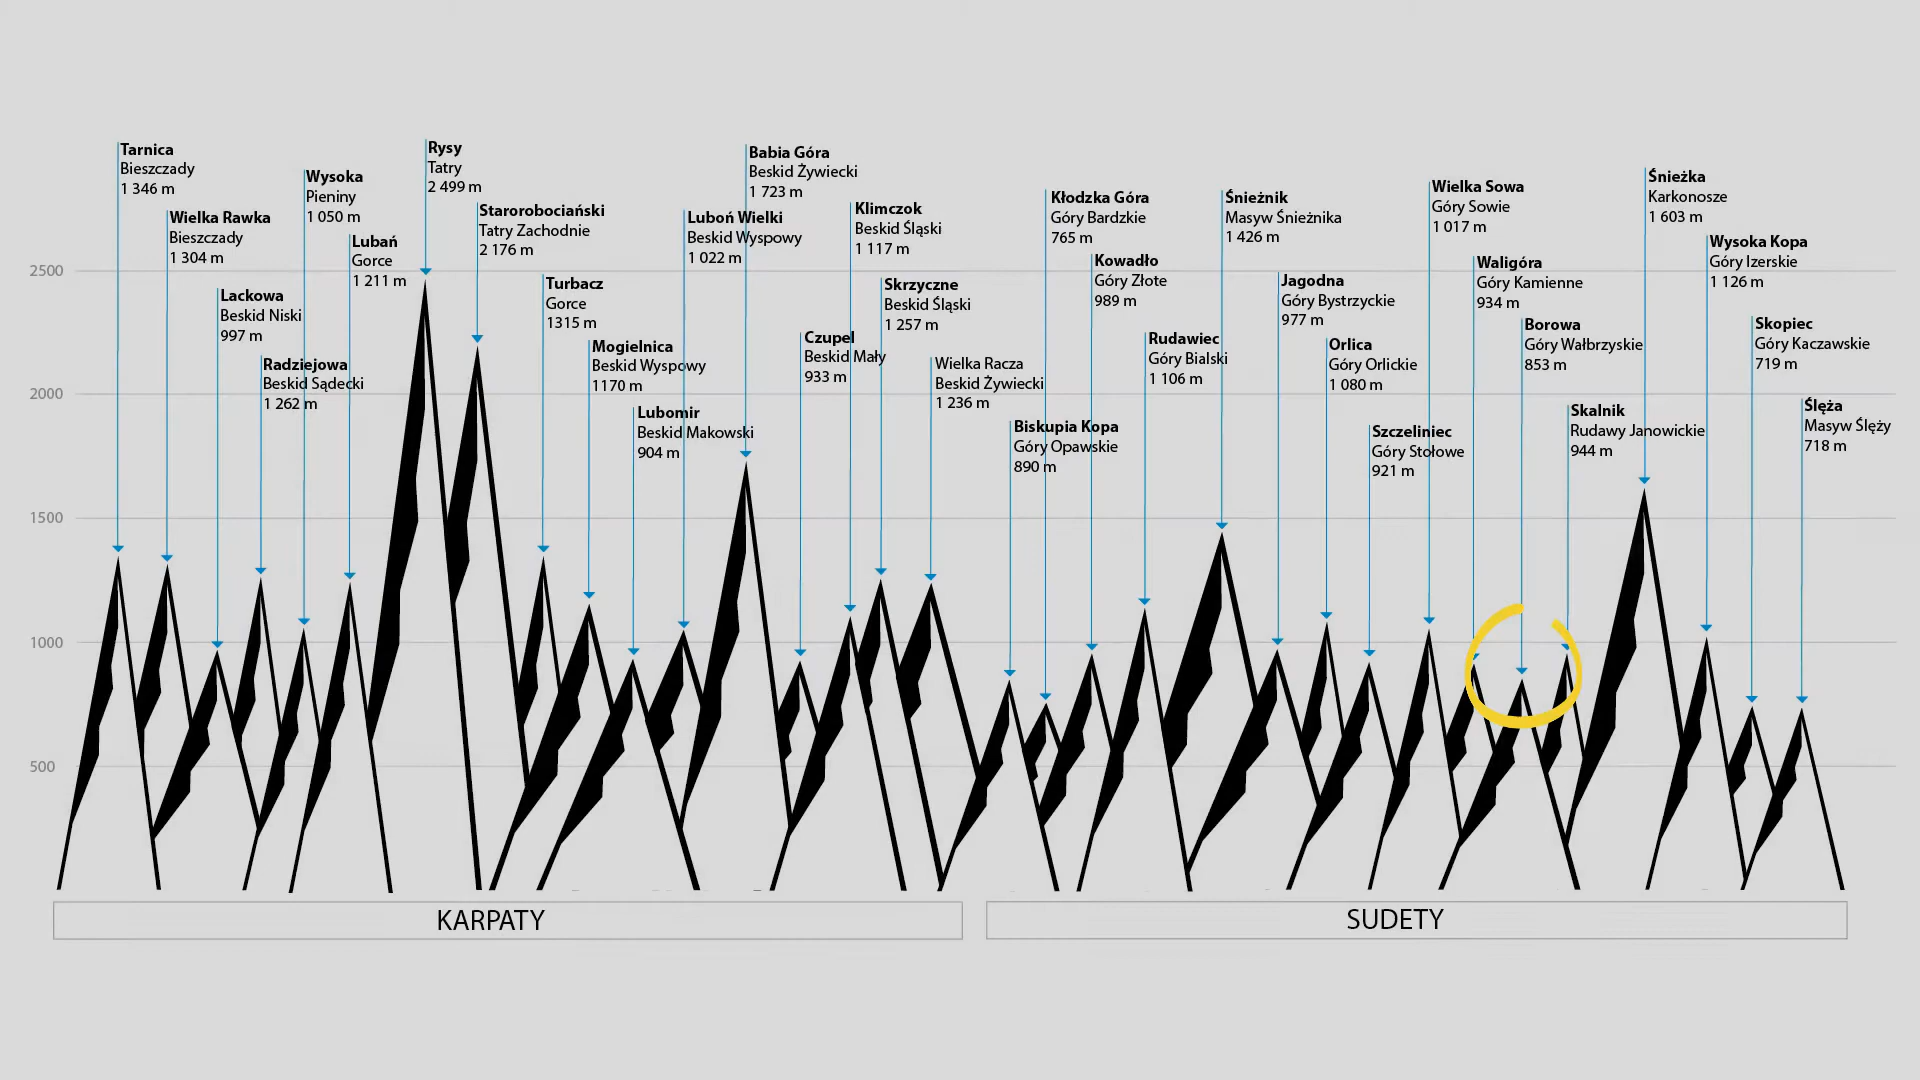 Tarnica
Bieszczady
1 346 m
Wielka Rawka
Bieszczady
1 304 m
Lackowa
Beskid Niski
997 m
Radziejowa
Beskid Sądecki
1 262 m
Wysoka
Pieniny
1 050 m
Lubań
Gorce
1 211 m
Rysy
Tatry
2 499 m
Starorobociański
Tatry Zachodnie
2 176 m
Turbacz
Gorce
1315 m
Mogielnica
Beskid Wyspowy
1170 m
Lubomir
Beskid Makowski
904 m
Luboń Wielki
Beskid Wyspowy
1 022 m
Babia Góra
Beskid Żywiecki
1 723 m
Czupel
Beskid Mały
933 m
Klimczok
Beskid Śląski
1 117 m
Skrzyczne
Beskid Śląski
1 257 m
Wielka Racza
Beskid Żywiecki
1 236 m
Biskupia Kopa
Góry Opawskie
890 m
Kłodzka Góra
Góry Bardzkie
765 m
Kowadło
Góry Złote
989 m
Rudawiec
Góry Bialski
1 106 m
Śnieżnik
Masyw Śnieżnika
1 426 m
Jagodna
Góry Bystrzyckie
977 m
Orlica
Góry Orlickie
1 080 m
Szczeliniec
Góry Stołowe
921 m
Wielka Sowa
Góry Sowie
1 017 m
Waligóra
Góry Kamienne
934 m
Borowa
Góry Wałbrzyskie
853 m
Skalnik
Rudawy Janowickie
944 m
Śnieżka
Karkonosze
1 603 m
Wysoka Kopa
Góry Izerskie
1 126 m
Skopiec
Góry Kaczawskie
719 m
Ślęża
Masyw Ślęży
718 m
2500
2000
1500
1000
500
KARPATY
SUDETY